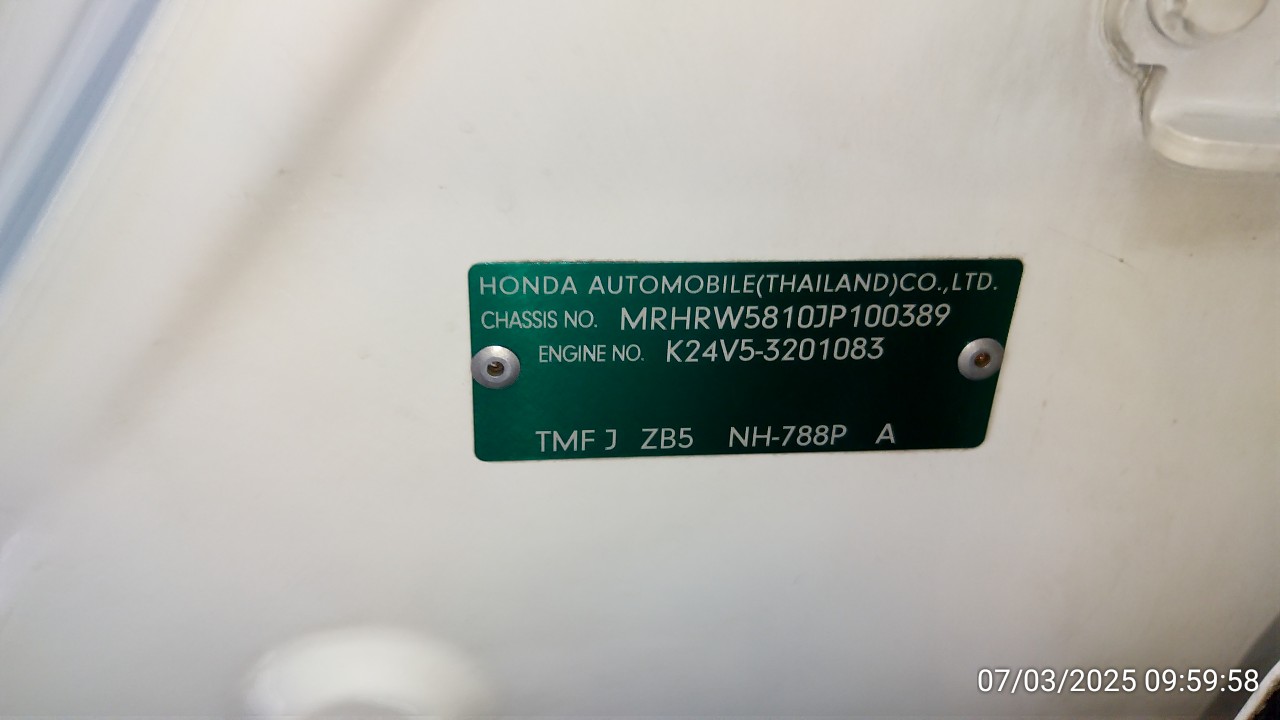 HONDA AUTOMOBILE(THAILAND)CO.,LTD.
CHASSIS NO. MRHRW5810JP100389
ENGINE NO. K24V5-3201083
TMF J ZB5 NH-788P A
07/03/2025 09:59:58